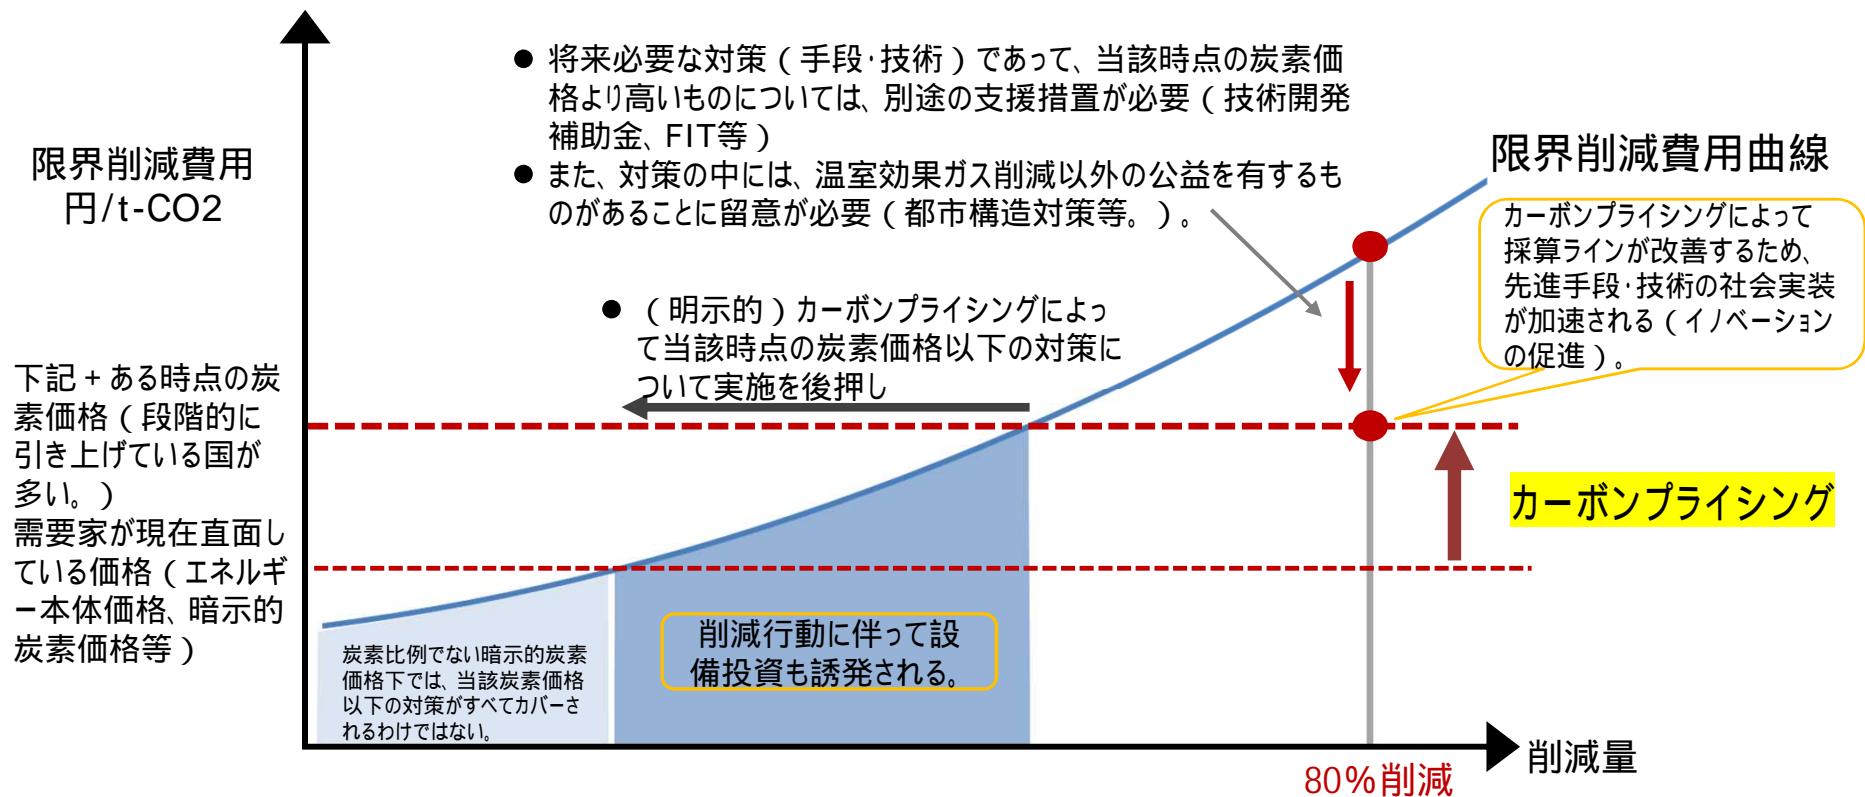 ● 将来必要な対策（手段・技術）であって、当該時点の炭素価
格より高いものについては、別途の支援措置が必要（技術開発
補助金、FIT等）
● また、対策の中には、温室効果ガス削減以外の公益を有するも
のがあることに留意が必要（都市構造対策等。）。
限界削減費用
円/t-CO2
限界削減費用曲線
カーボンプライシングによって
採算ラインが改善するため、
先進手段・技術の社会実装
が加速される（イノベーション
の促進）。
● （明示的）カーボンプライシングによっ
て当該時点の炭素価格以下の対策に
ついて実施を後押し
下記+ある時点の炭
素価格（段階的に
引き上げている国が
多い。）
需要家が現在直面し
ている価格（エネルギ
ー本体価格、暗示的
炭素価格等）
カーボンプライシング
炭素比例でない暗示的炭素
価格下では、当該炭素価格
以下の対策がすべてカバーさ
れるわけではない。
削減行動に伴って設
備投資も誘発される。
80%削減
削減量